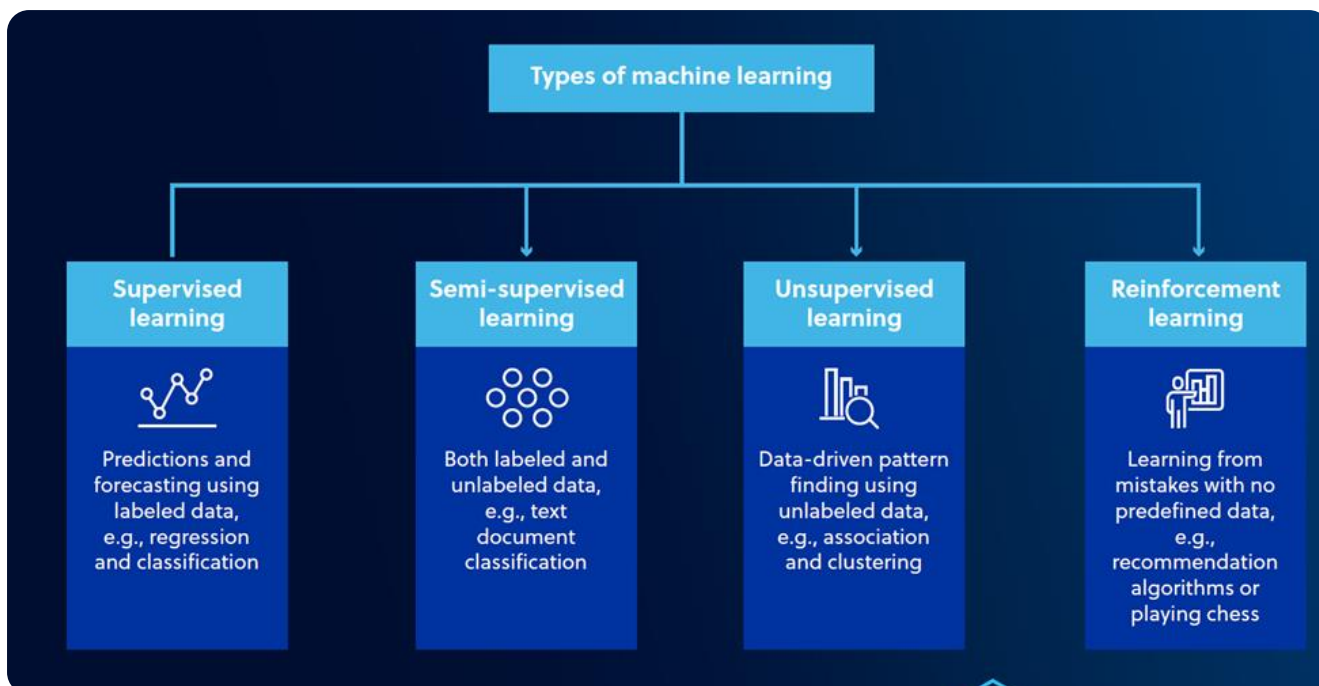 Types of machine learning
Supervised
learning
Predictions and
forecasting using
labeled data,
e.g., regression
and classification
Semi-supervised
learning
Both labeled and
unlabeled data,
e.g., text
document
classification
Unsupervised
learning
Data-driven pattern
finding using
unlabeled data,
e.g., association
and clustering
Reinforcement
learning
Learning from
mistakes with no
predefined data,
e.g.,
recommendation
algorithms or
playing chess